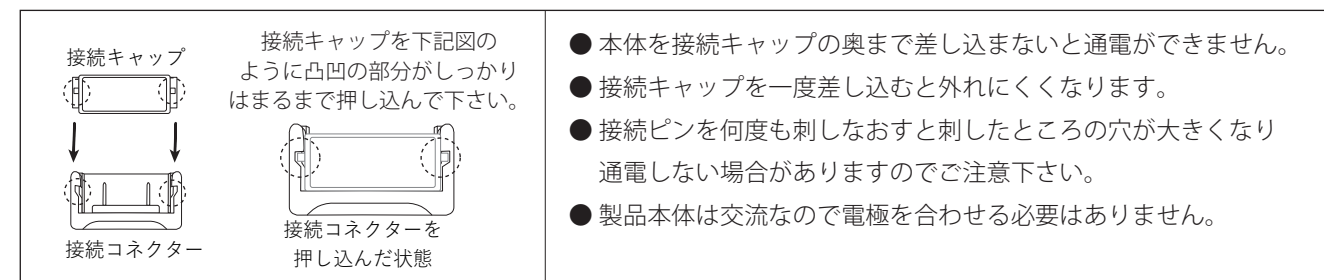 接続キャップ
接続コネクター
接続キャップを下記図の
ように凸凹の部分がしっかり
はまるまで押し込んで下さい。
接続コネクターを
押し込んだ状態
● 本体を接続キャップの奥まで差し込まないと通電ができません。
● 接続キャップを一度差し込むと外れにくくなります。
● 接続ピンを何度も刺しなおすと刺したところの穴が大きくなり
通電しない場合がありますのでご注意下さい。
● 製品本体は交流なので電極を合わせる必要はありません。